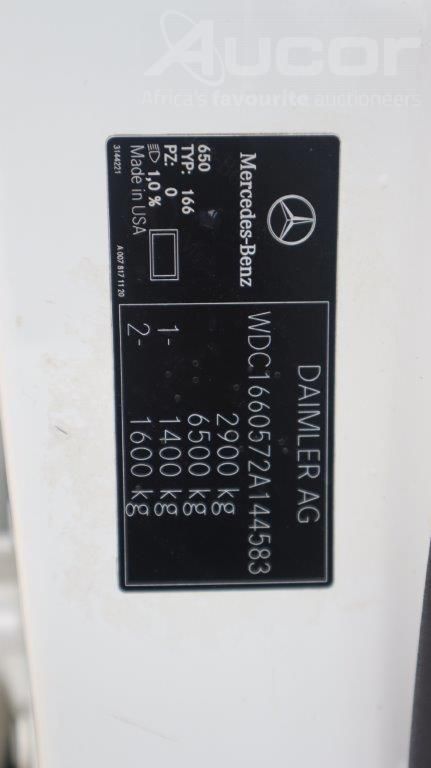 Aucor
Africa's favourite auctioneers
Mercedes-Benz
650
TYP: 166
PZ: 0
1,0 %
Made in USA
3144221
A 007 817 11 20
DAIMLER AG
WDC1660572A144583
2900 kg
6500 kg
1- 1400 kg
2- 1600 kg